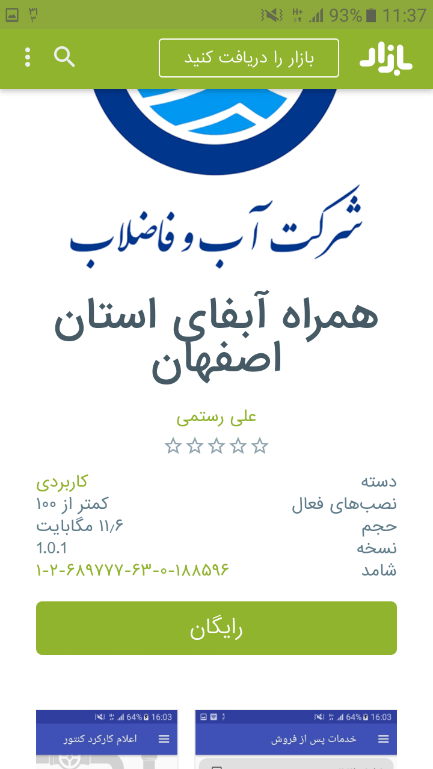 11:37 93% H+
بازار
بازار را دریافت کنید
شرکت آب و فاضلاب
همراه آبفای استان
اصفهان
علی رستمی
دسته کاربردی
نصب‌های فعال کمتر از ۱۰۰
حجم ۱۱٫۶ مگابایت
نسخه 1.0.1
شامد ۱-۲-۶۸۹۷۷۷-۶۳-۰-۱۸۸۵۹۶
رایگان
16:03 64%
خدمات پس از فروش
16:03 64%
اعلام کارکرد کنتور